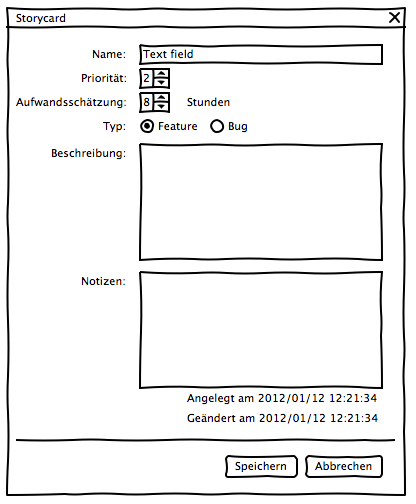 Storycard
Name: Text field
Priorität: 2
Aufwandsschätzung: 8 Stunden
Typ: Feature Bug
Beschreibung:
Notizen:
Angelegt am 2012/01/12 12:21:34
Geändert am 2012/01/12 12:21:34
Speichern Abbrechen